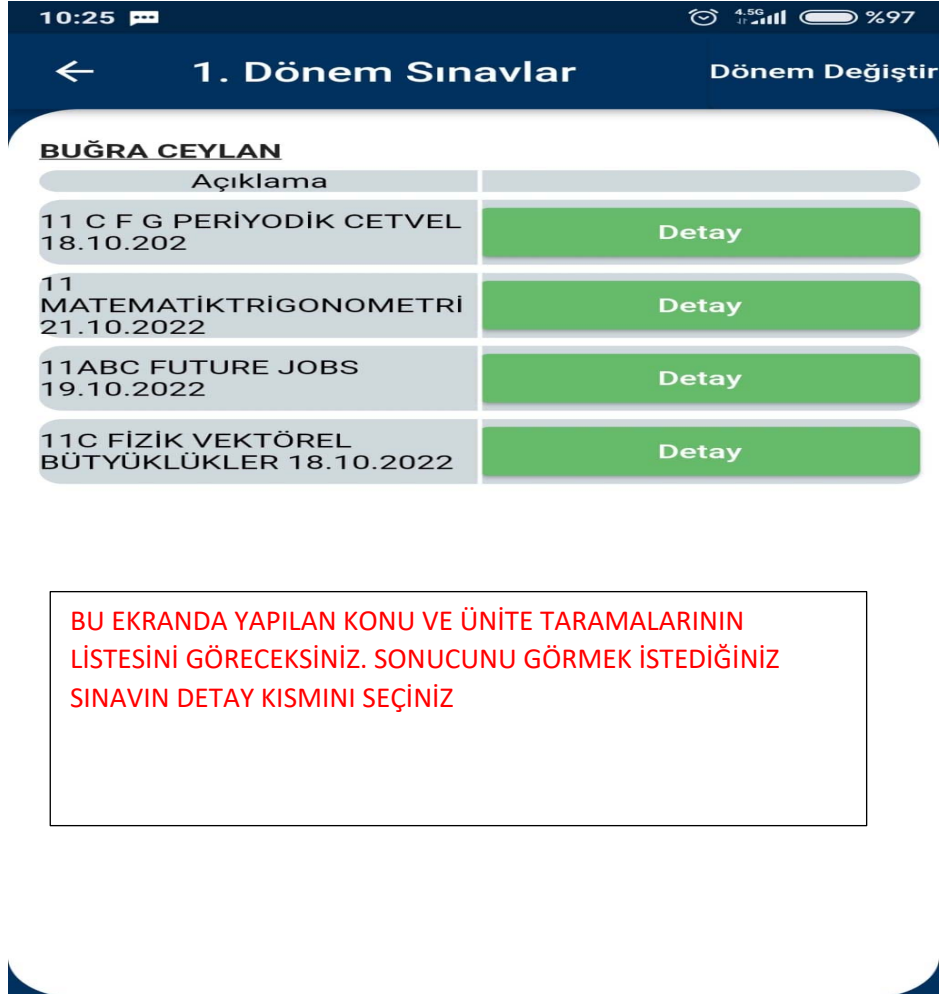 10:25
4.5G
%97
1. Dönem Sınavlar
Dönem Değiştir
BUĞRA CEYLAN
Açıklama
11 C F G PERİYODİK CETVEL
18.10.202
Detay
11
MATEMATİKTRİGONOMETRİ
21.10.2022
Detay
11ABC FUTURE JOBS
19.10.2022
Detay
11C FİZİK VEKTÖREL
BÜTYÜKLÜKLER 18.10.2022
Detay
BU EKRANDA YAPILAN KONU VE ÜNİTE TARAMALARININ
LİSTESİNİ GÖRECEKSİNİZ. SONUCUNU GÖRMEK İSTEDİĞİNİZ
SINAVIN DETAY KISMINI SEÇİNİZ